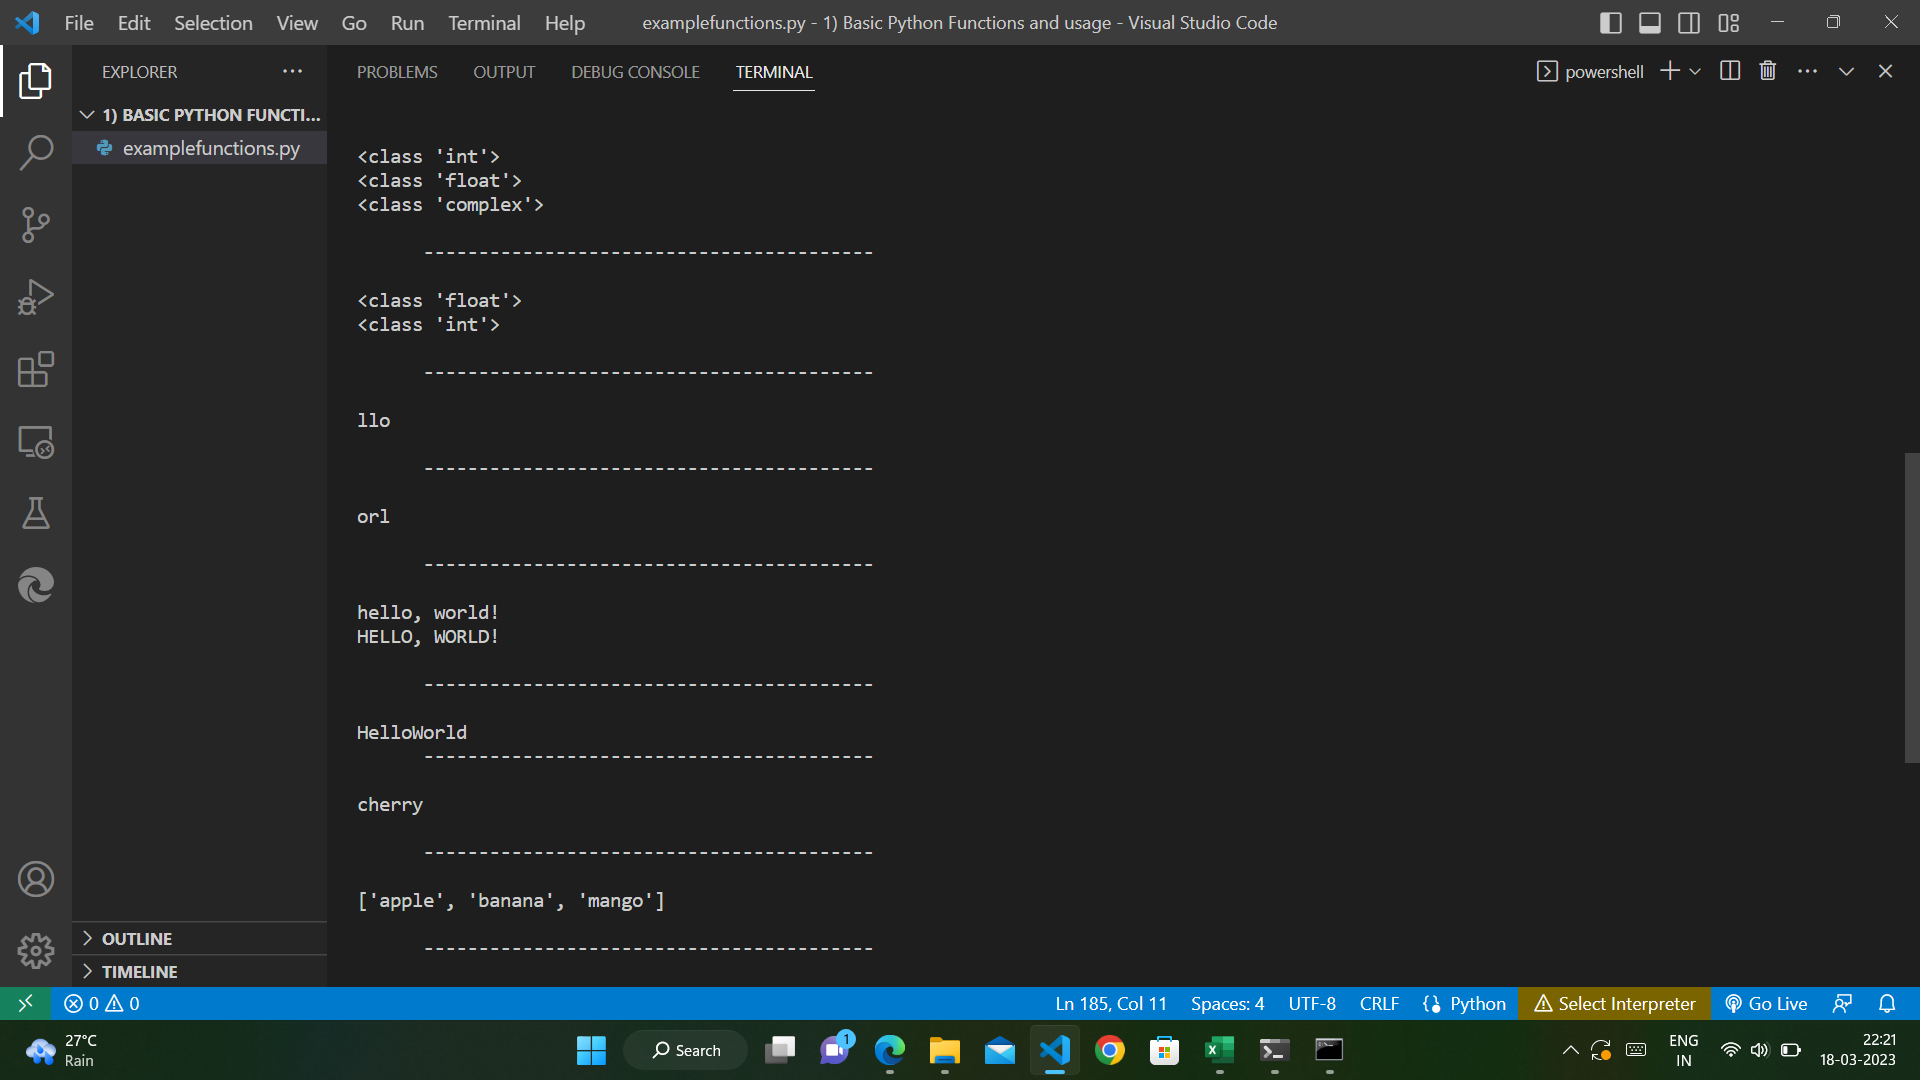 File Edit Selection View Go Run Terminal Help examplefunctions.py - 1) Basic Python Functions and usage - Visual Studio Code
EXPLORER
PROBLEMS OUTPUT DEBUG CONSOLE TERMINAL powershell
1) BASIC PYTHON FUNCTI...
examplefunctions.py
<class 'int'>
<class 'float'>
<class 'complex'>
-----------------------------------------
<class 'float'>
<class 'int'>
-----------------------------------------
llo
-----------------------------------------
orl
-----------------------------------------
hello, world!
HELLO, WORLD!
-----------------------------------------
HelloWorld
-----------------------------------------
cherry
-----------------------------------------
['apple', 'banana', 'mango']
-----------------------------------------
OUTLINE
TIMELINE
0 0 Ln 185, Col 11 Spaces: 4 UTF-8 CRLF Python Select Interpreter Go Live
27°C
Rain
Search
1
ENG
IN
22:21
18-03-2023